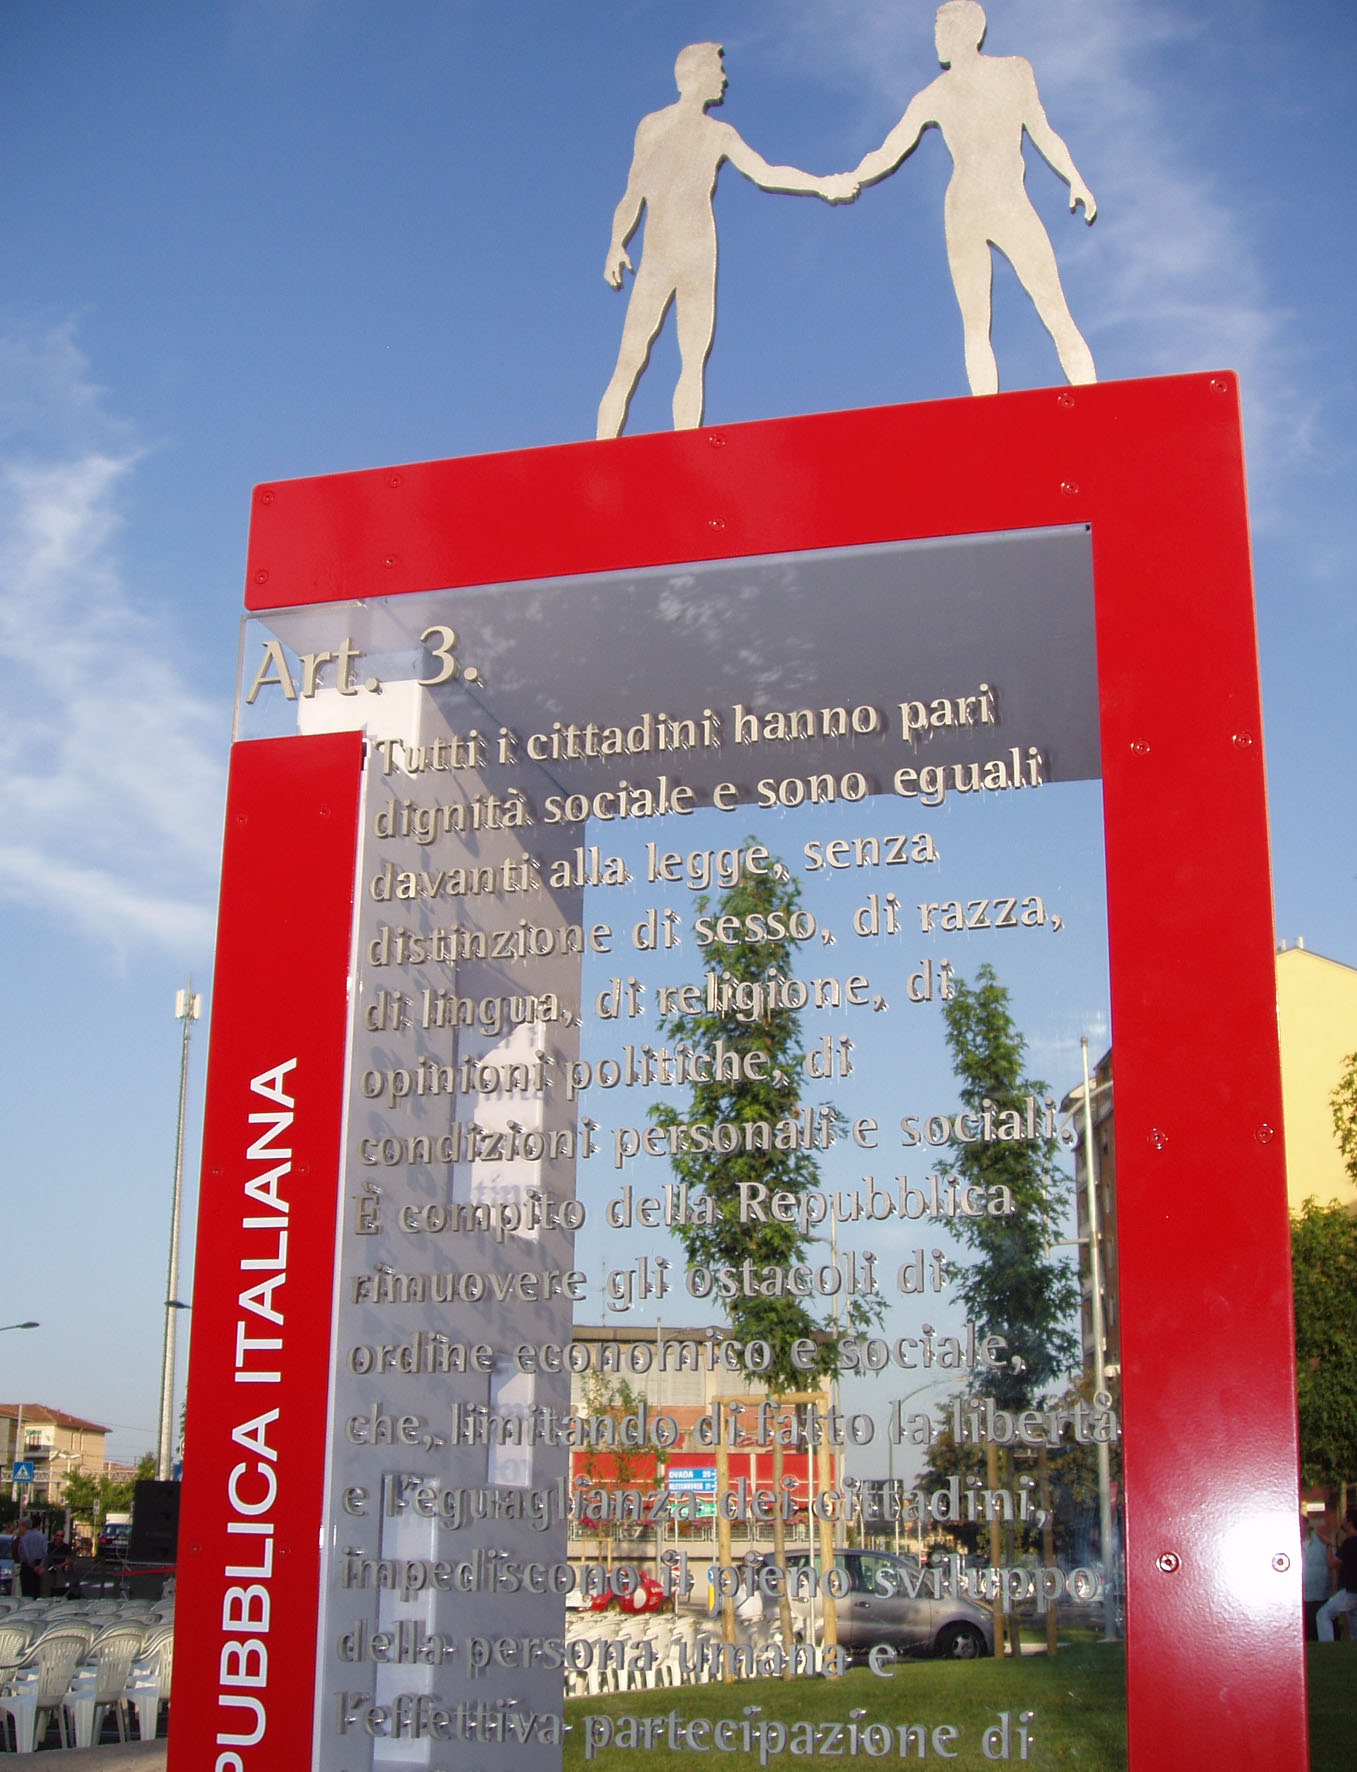 Art. 3.
Tutti i cittadini hanno pari
dignità sociale e sono eguali
davanti alla legge, senza
distinzione di sesso, di razza,
di lingua, di religione, di
opinioni politiche, di
condizioni personali e sociali.
È compito della Repubblica
rimuovere gli ostacoli di
ordine economico e sociale,
che, limitando di fatto la libertà
e l'eguaglianza dei cittadini,
impediscono il pieno sviluppo
della persona umana e
l'effettiva partecipazione di
PUBBLICA ITALIANA
OVADA
ALESSANDRIA